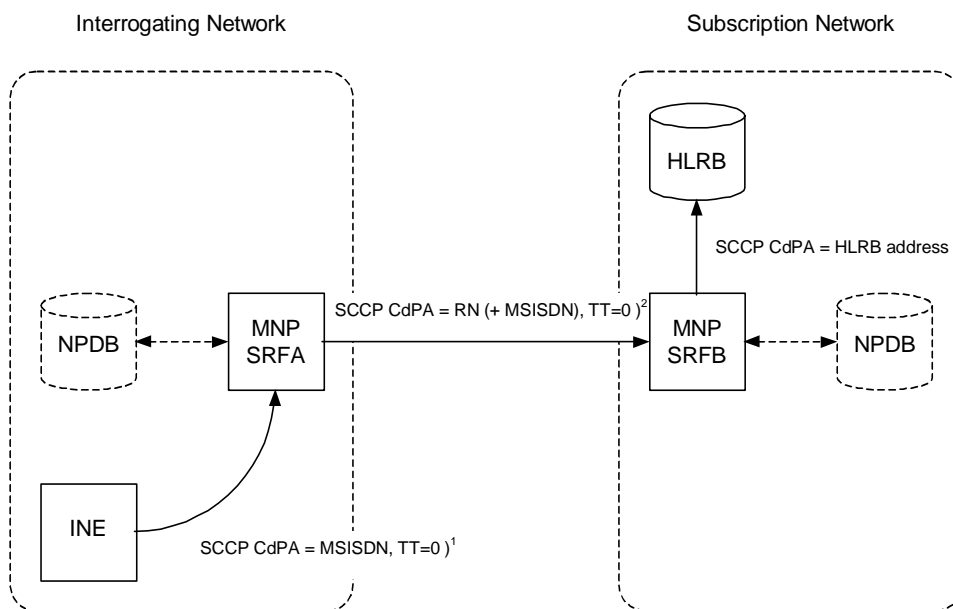 Interrogating Network
Subscription Network
HLRB
SCCP CdPA = HLRB address
SCCP CdPA = RN (+ MSISDN), TT=0 )2
NPDB
MNP
SRFA
MNP
SRFB
NPDB
INE
SCCP CdPA = MSISDN, TT=0 )1